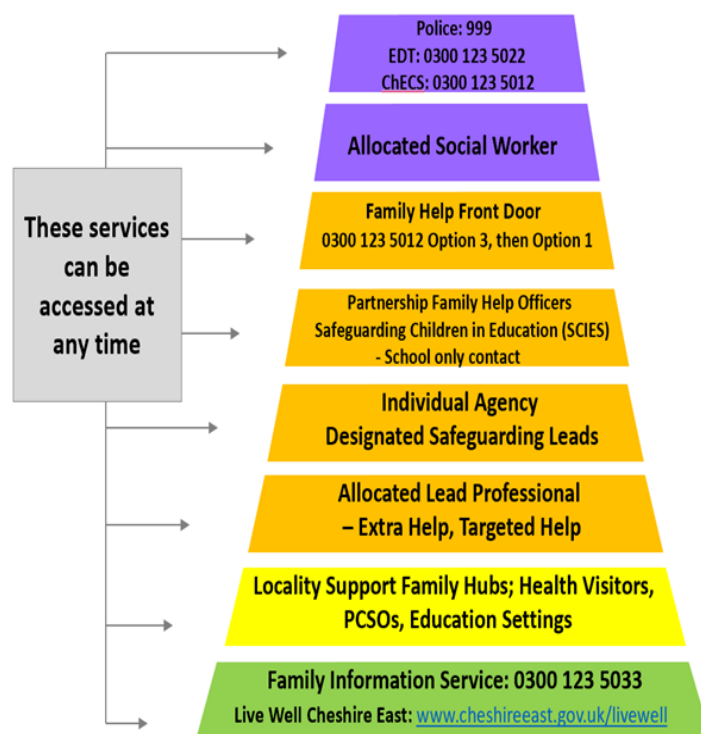 Police: 999
EDT: 0300 123 5022
ChECS: 0300 123 5012
Allocated Social Worker
These services
can be
accessed at
any time
Family Help Front Door
0300 123 5012 Option 3, then Option 1
Partnership Family Help Officers
Safeguarding Children in Education (SCIES)
- School only contact
Individual Agency
Designated Safeguarding Leads
Allocated Lead Professional
– Extra Help, Targeted Help
Locality Support Family Hubs; Health Visitors,
PCSOs, Education Settings
Family Information Service: 0300 123 5033
Live Well Cheshire East: www.cheshireeast.gov.uk/livewell